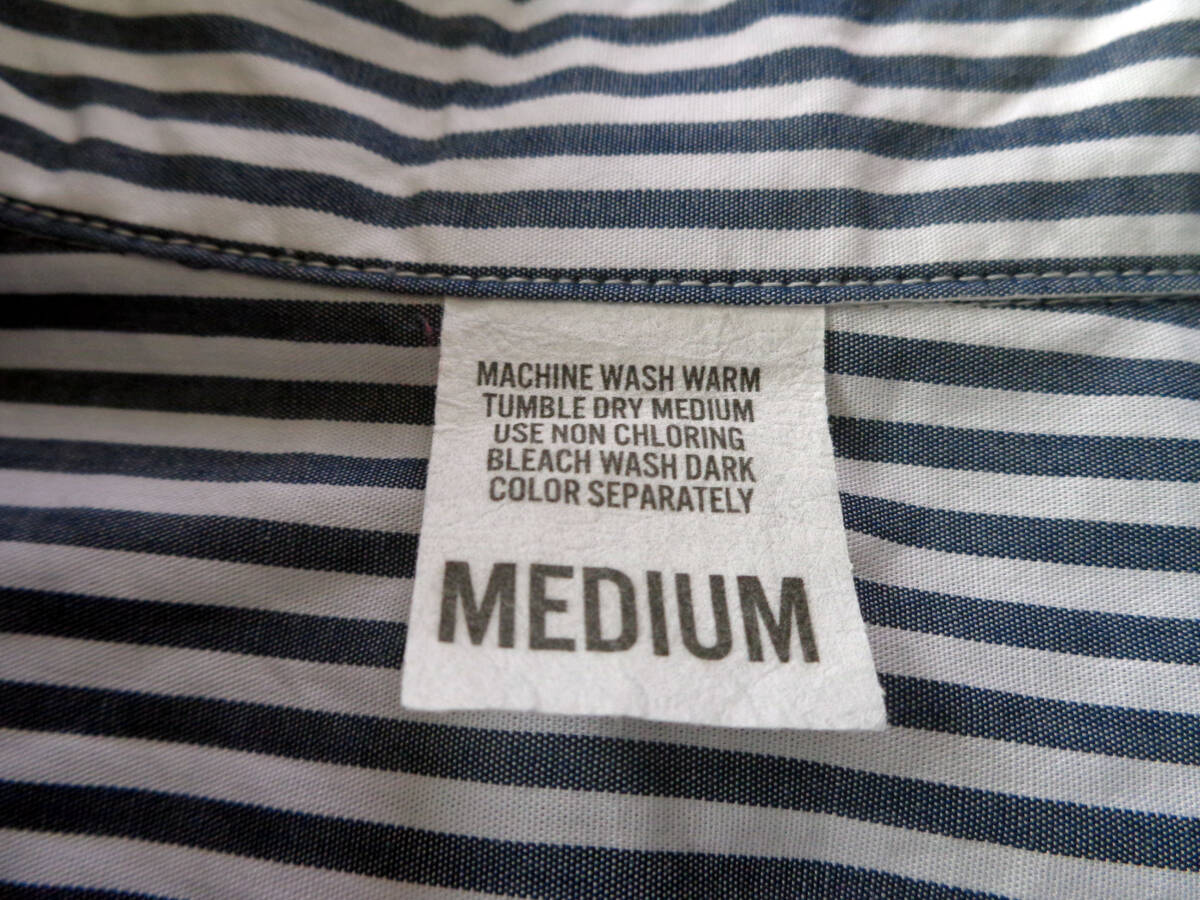 MACHINE WASH WARM
TUMBLE DRY MEDIUM
USE NON CHLORING
BLEACH WASH DARK
COLOR SEPARATELY
MEDIUM